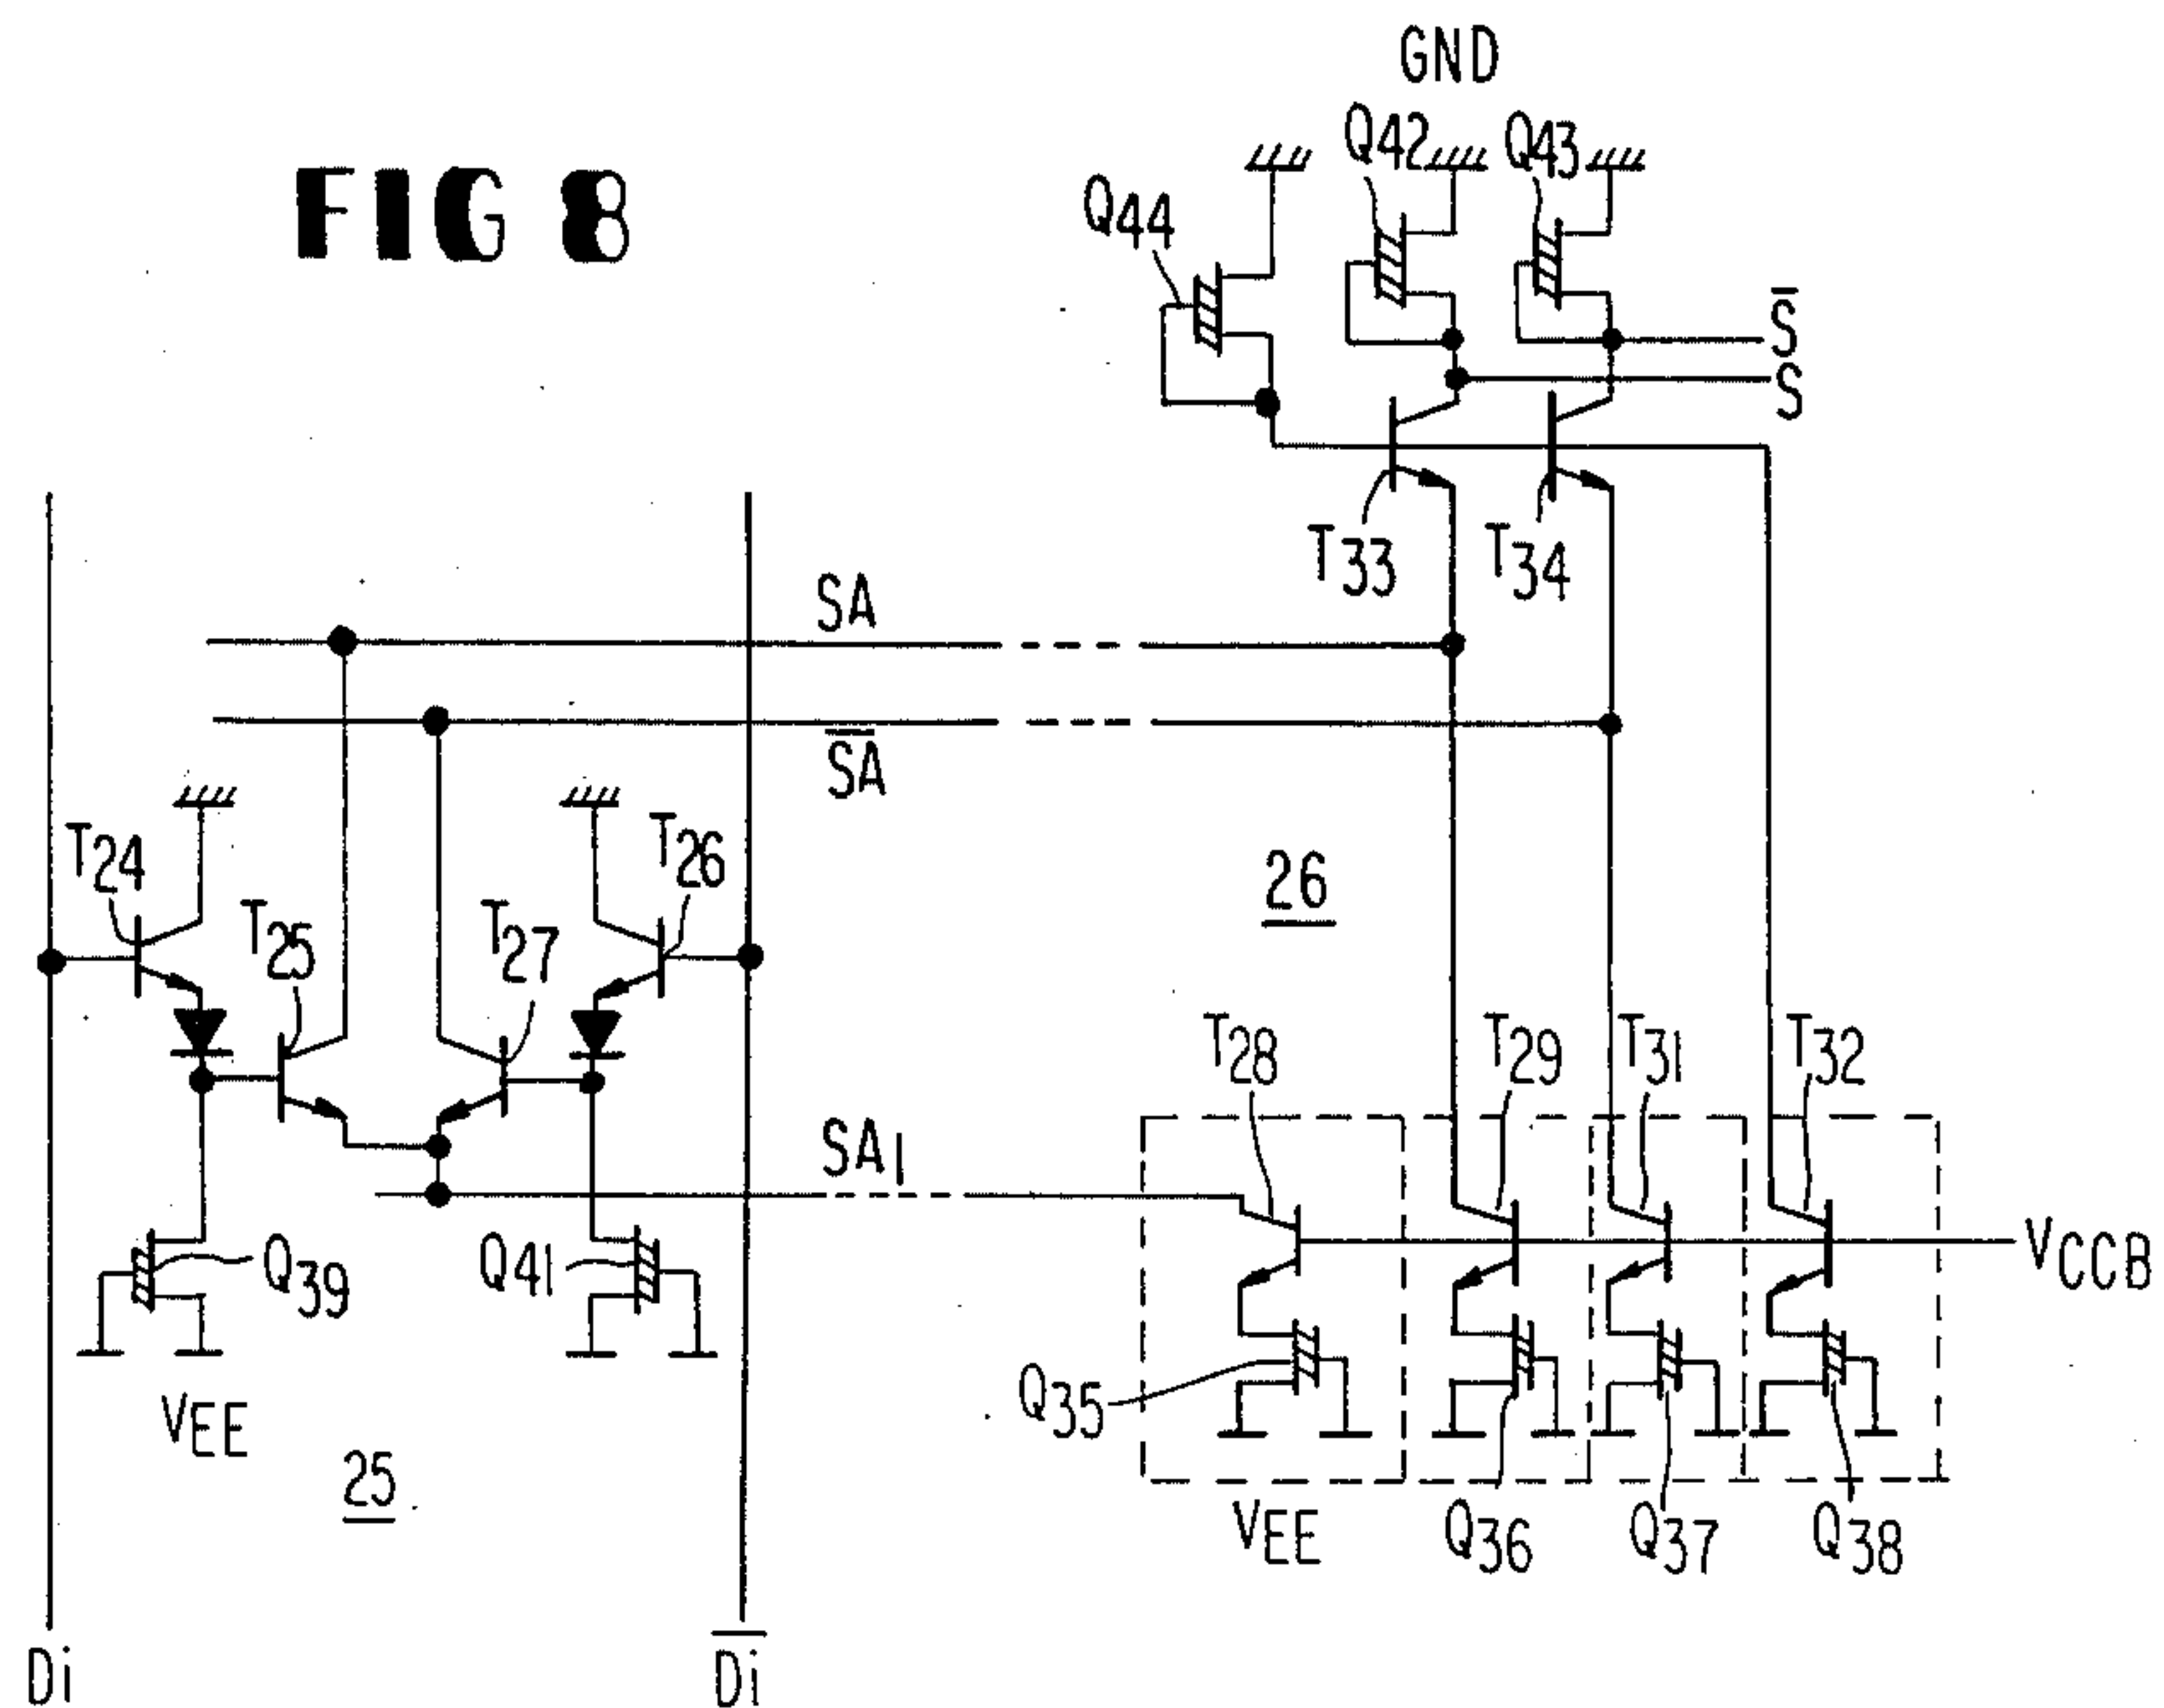 FIG 8
GND
Q42
Q43
Q44
S̅
S
T33
T34
SA
S̅A
T24
T26
T25
T27
26
T28
T29
T31
T32
SA1
Q39
Q41
VCCB
Q35
VEE
25
VEE
Q36
Q37
Q38
Di
D̅i̅